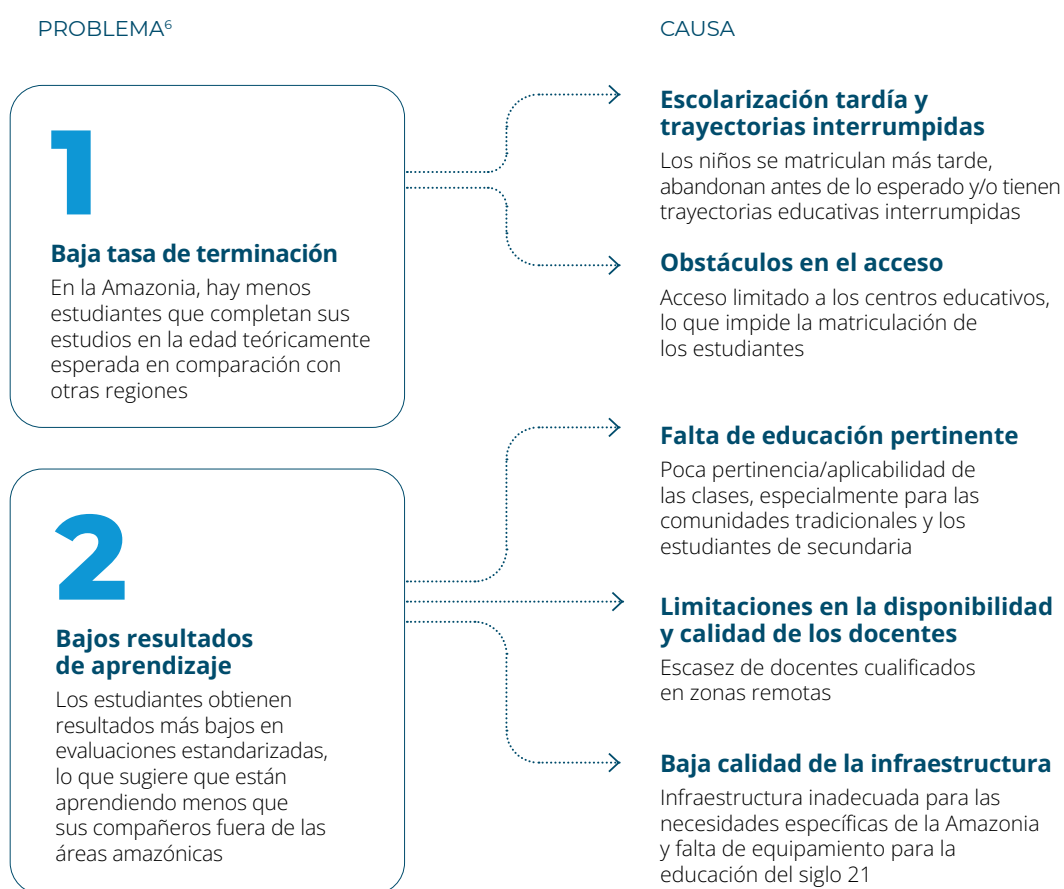 PROBLEMA⁶
CAUSA
1
Baja tasa de terminación
En la Amazonia, hay menos
estudiantes que completan sus
estudios en la edad teóricamente
esperada en comparación con
otras regiones
Escolarización tardía y
trayectorias interrumpidas
Los niños se matriculan más tarde,
abandonan antes de lo esperado y/o tienen
trayectorias educativas interrumpidas
Obstáculos en el acceso
Acceso limitado a los centros educativos,
lo que impide la matriculación de
los estudiantes
2
Bajos resultados
de aprendizaje
Los estudiantes obtienen
resultados más bajos en
evaluaciones estandarizadas,
lo que sugiere que están
aprendiendo menos que
sus compañeros fuera de las
áreas amazónicas
Falta de educación pertinente
Poca pertinencia/aplicabilidad de
las clases, especialmente para las
comunidades tradicionales y los
estudiantes de secundaria
Limitaciones en la disponibilidad
y calidad de los docentes
Escasez de docentes cualificados
en zonas remotas
Baja calidad de la infraestructura
Infraestructura inadecuada para las
necesidades específicas de la Amazonia
y falta de equipamiento para la
educación del siglo 21